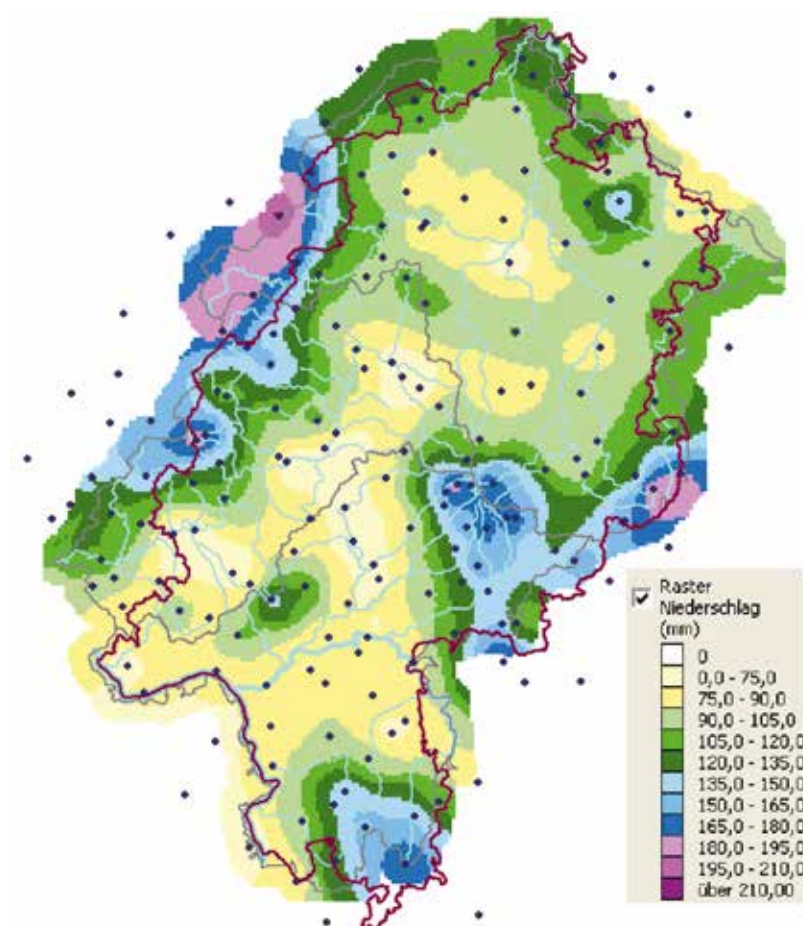 Raster
Niederschlag
(mm)
0
0,0 - 75,0
75,0 - 90,0
90,0 - 105,0
105,0 - 120,0
120,0 - 135,0
135,0 - 150,0
150,0 - 165,0
165,0 - 180,0
180,0 - 195,0
195,0 - 210,0
über 210,00